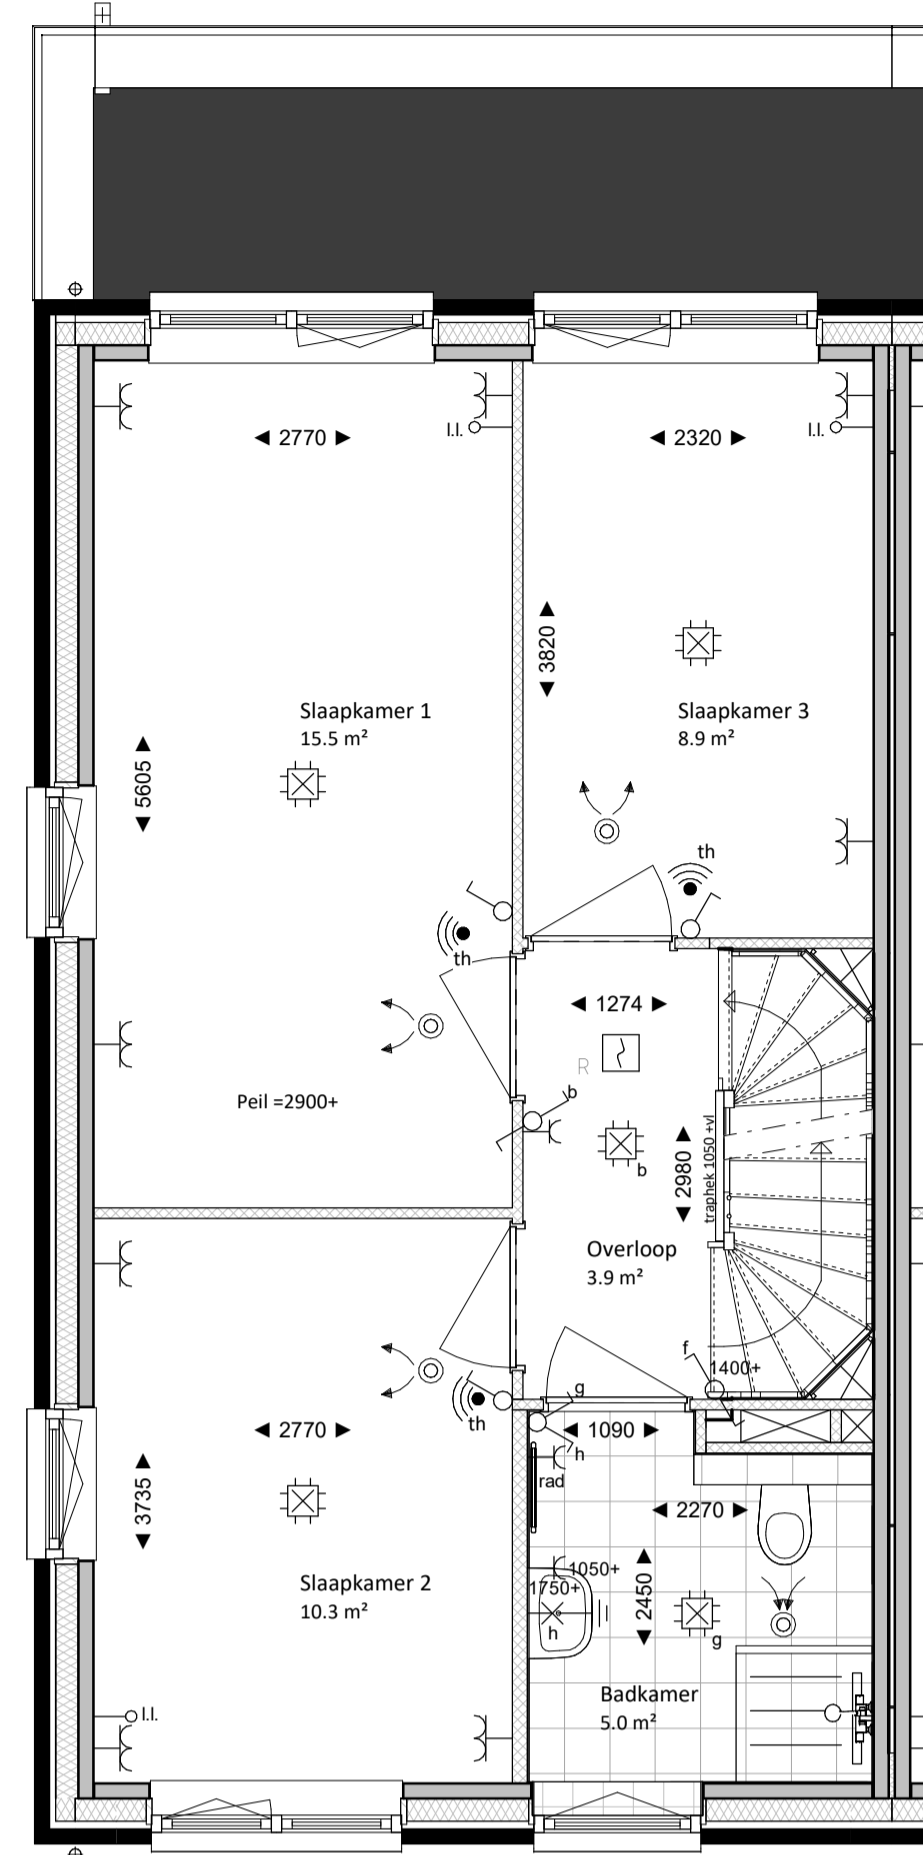 2770
2320
l.l.
l.l.
3820
Slaapkamer 1
15.5 m²
Slaapkamer 3
8.9 m²
5605
th
th
1274
R
Peil =2900+
b
b
2980
traphek 1050 +vl
Overloop
3.9 m²
f
1400+
g
th
2770
1090
h
rad
3735
2270
1050+
1750+
2450
Slaapkamer 2
10.3 m²
h
g
Badkamer
5.0 m²
l.l.